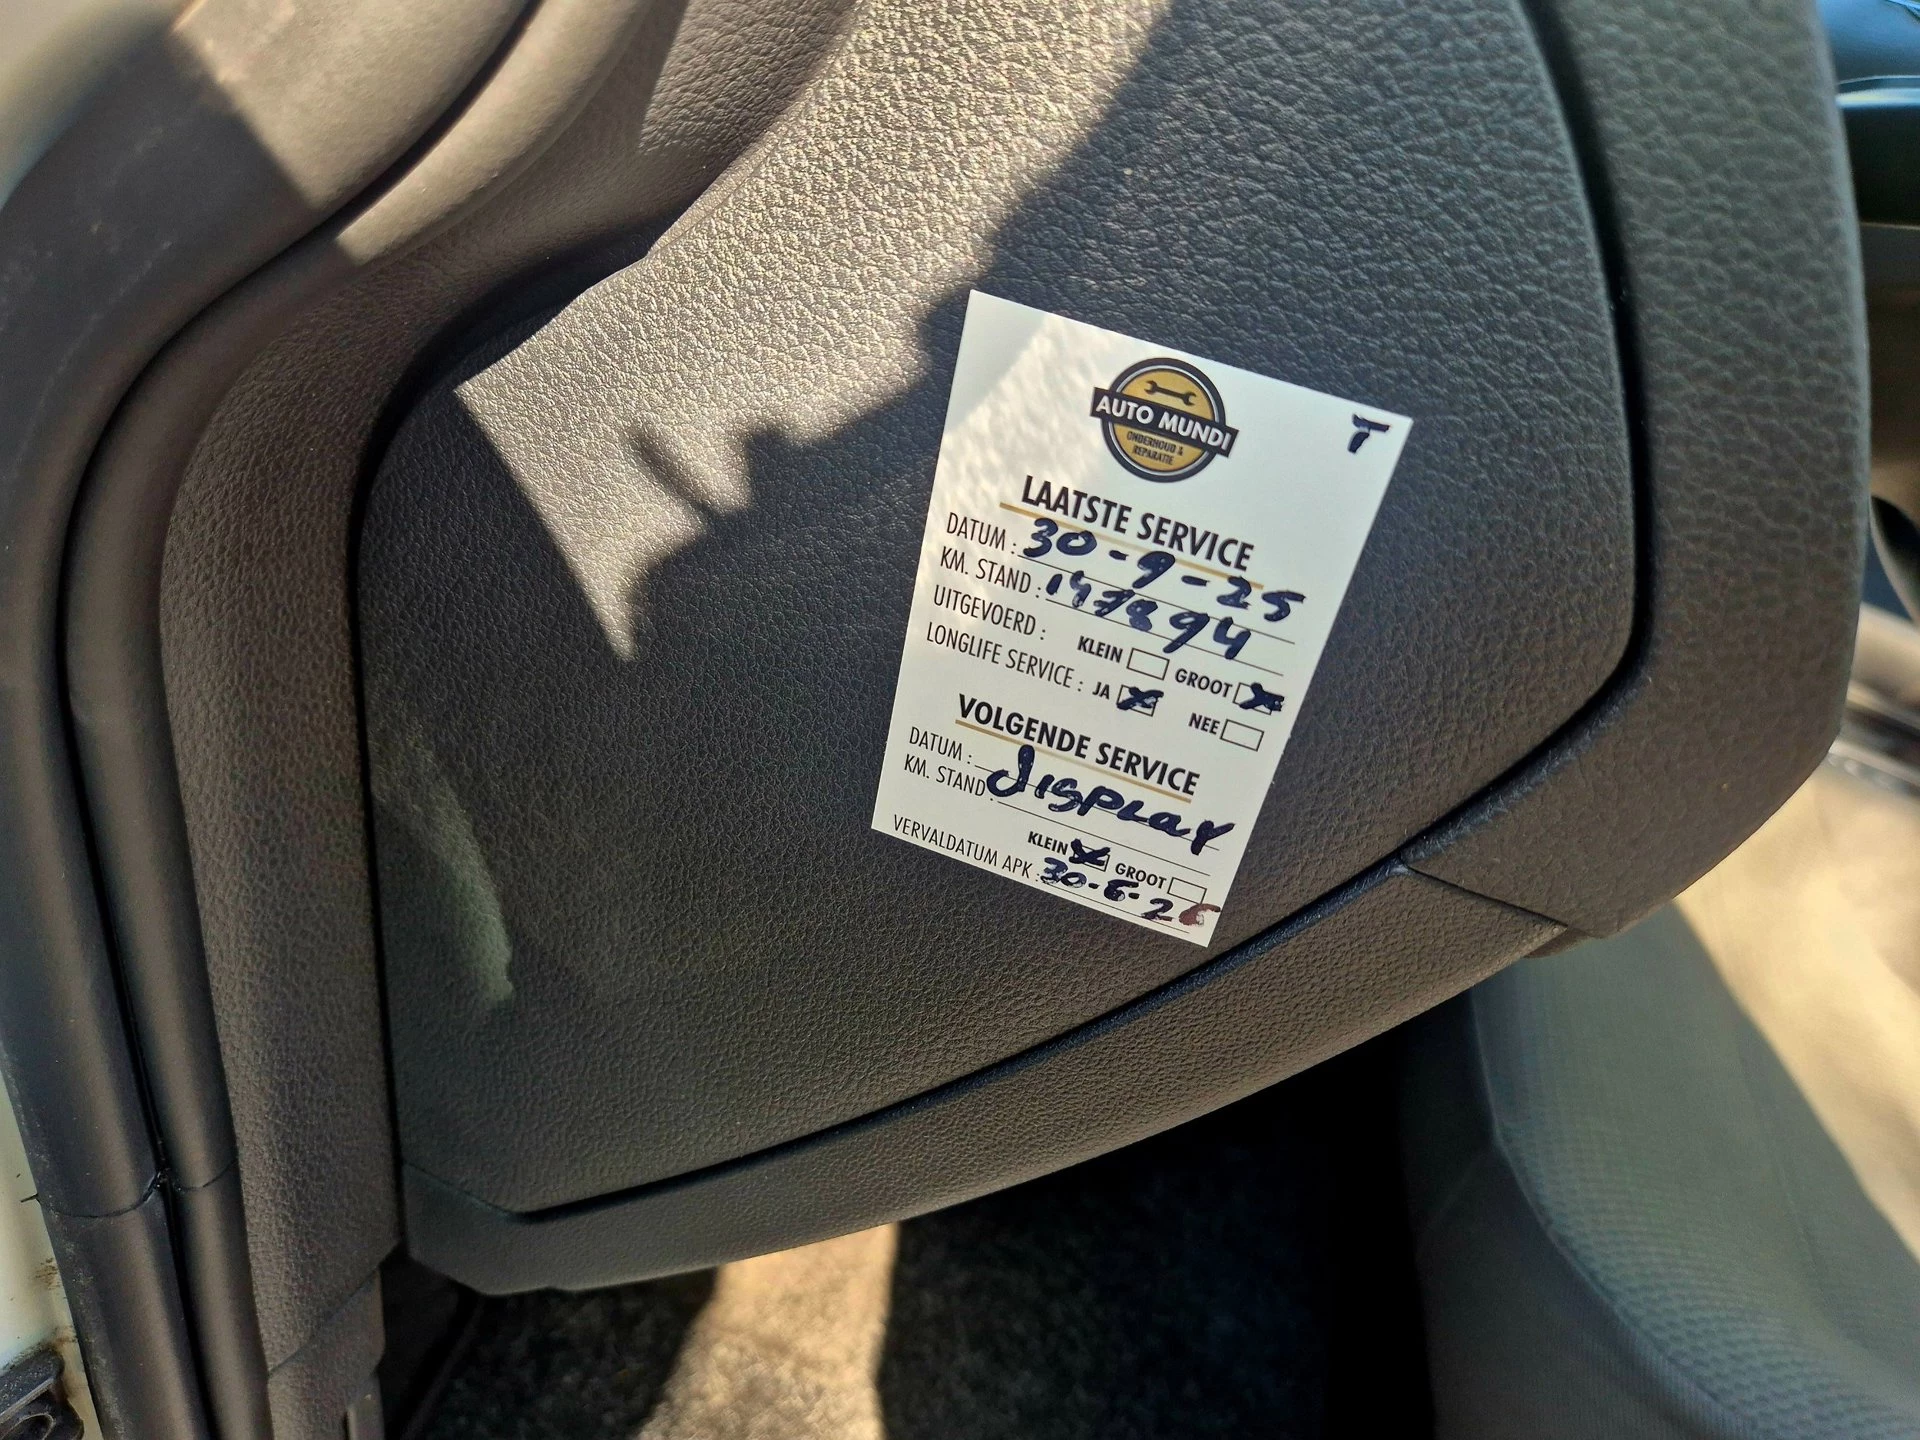 AUTO MUNDI
ONDERHOUD &
REPARATIE
T
LAATSTE SERVICE
DATUM : 30-9-25
KM. STAND : 147894
UITGEVOERD : KLEIN GROOT
LONGLIFE SERVICE : JA NEE
VOLGENDE SERVICE
DATUM : display
KM. STAND :
KLEIN GROOT
VERVALDATUM APK : 30-6-26